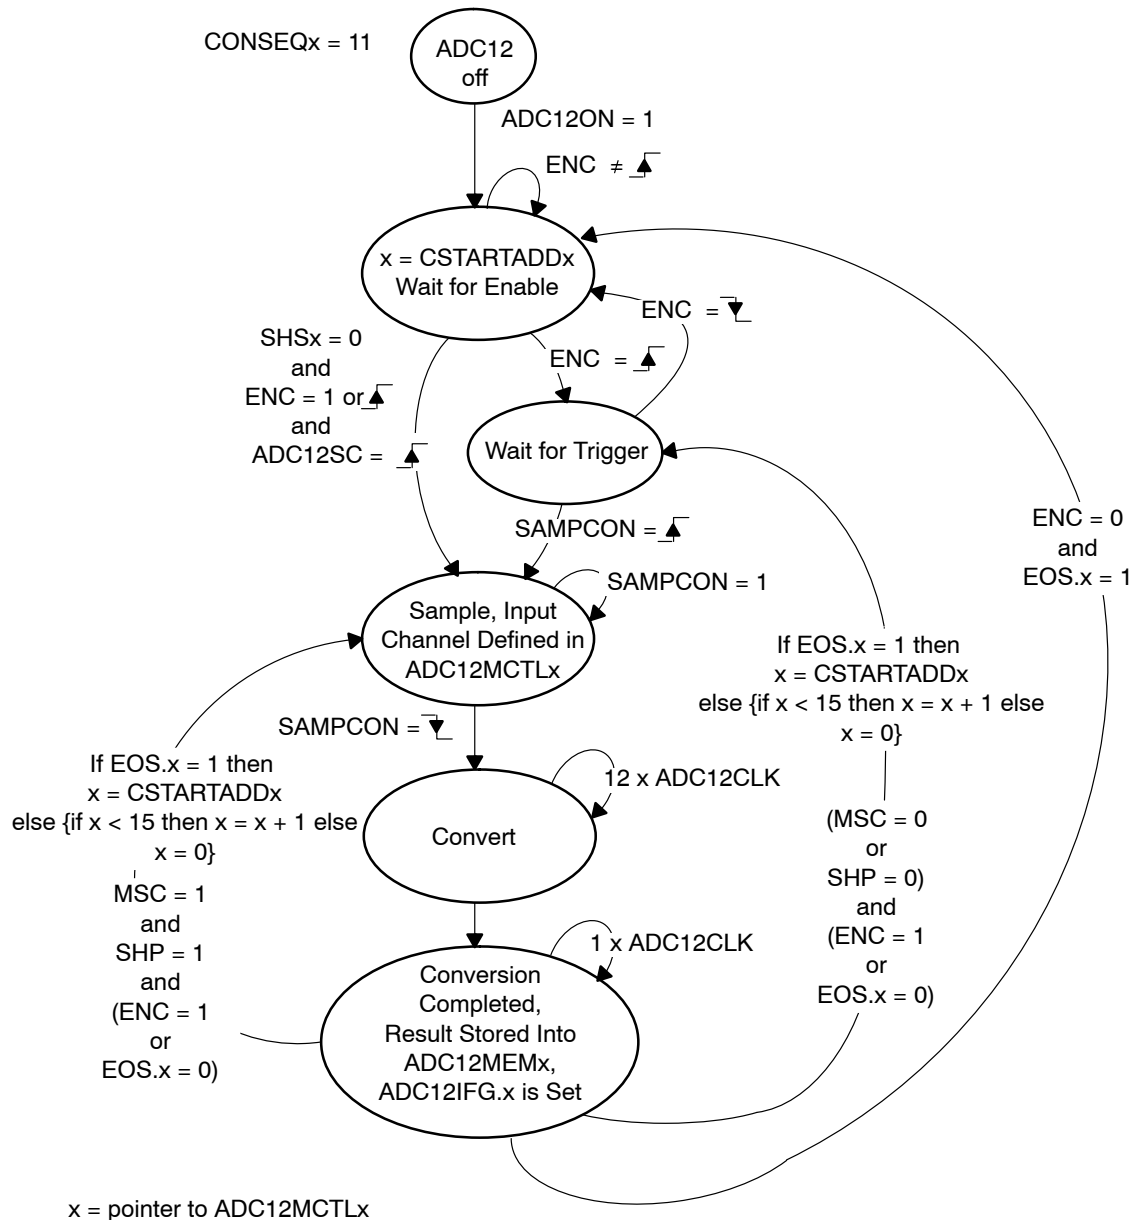 CONSEQx = 11
ADC12
off
ADC12ON = 1
ENC ≠
x = CSTARTADDx
Wait for Enable
ENC =
SHSx = 0
and
ENC = 1 or
and
ADC12SC =
ENC =
Wait for Trigger
SAMPCON =
ENC = 0
and
EOS.x = 1
SAMPCON = 1
Sample, Input
Channel Defined in
ADC12MCTLx
If EOS.x = 1 then
x = CSTARTADDx
else {if x < 15 then x = x + 1 else
x = 0}
SAMPCON =
If EOS.x = 1 then
x = CSTARTADDx
else {if x < 15 then x = x + 1 else
x = 0}
12 x ADC12CLK
Convert
(MSC = 0
or
SHP = 0)
and
(ENC = 1
or
EOS.x = 0)
MSC = 1
and
SHP = 1
and
(ENC = 1
or
EOS.x = 0)
1 x ADC12CLK
Conversion
Completed,
Result Stored Into
ADC12MEMx,
ADC12IFG.x is Set
x = pointer to ADC12MCTLx